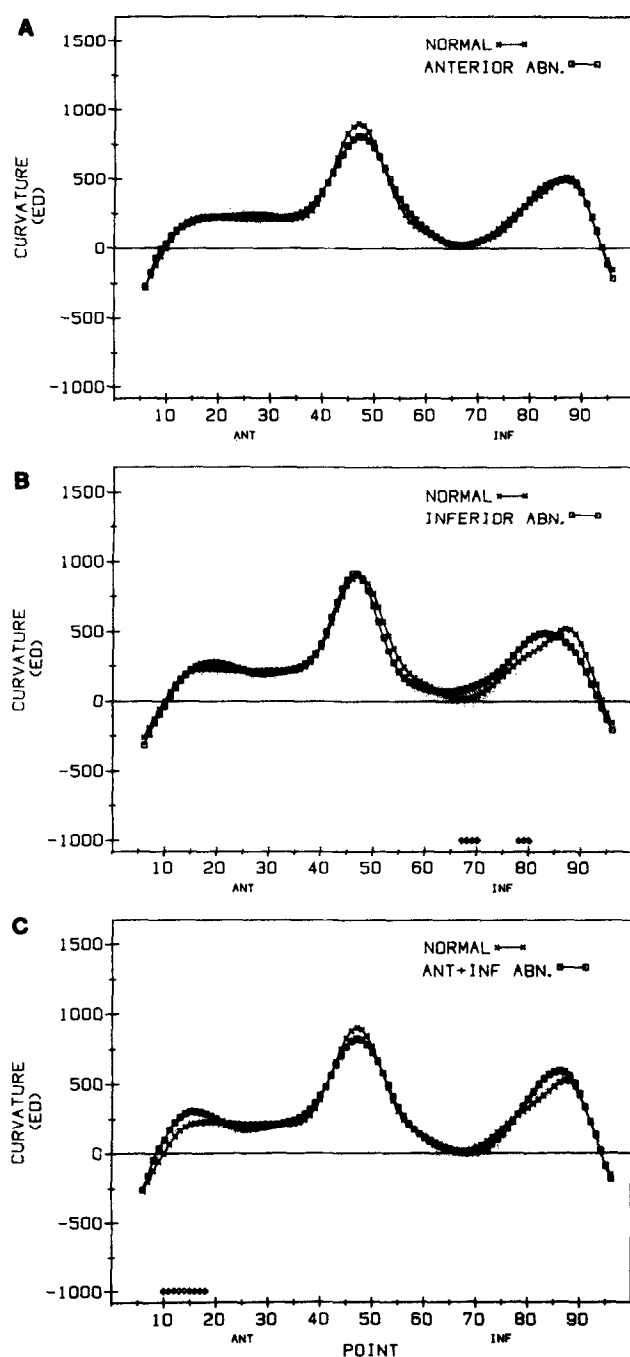 A
1500
NORMAL
ANTERIOR ABN.
1000
500
0
-500
-1000
CURVATURE
(ED)
10 20 30 40 50 60 70 80 90
ANT INF
B
1500
NORMAL
INFERIOR ABN.
1000
500
0
-500
-1000
CURVATURE
(ED)
10 20 30 40 50 60 70 80 90
ANT INF
C
1500
NORMAL
ANT+INF ABN.
1000
500
0
-500
-1000
CURVATURE
(ED)
10 20 30 40 50 60 70 80 90
ANT INF
POINT